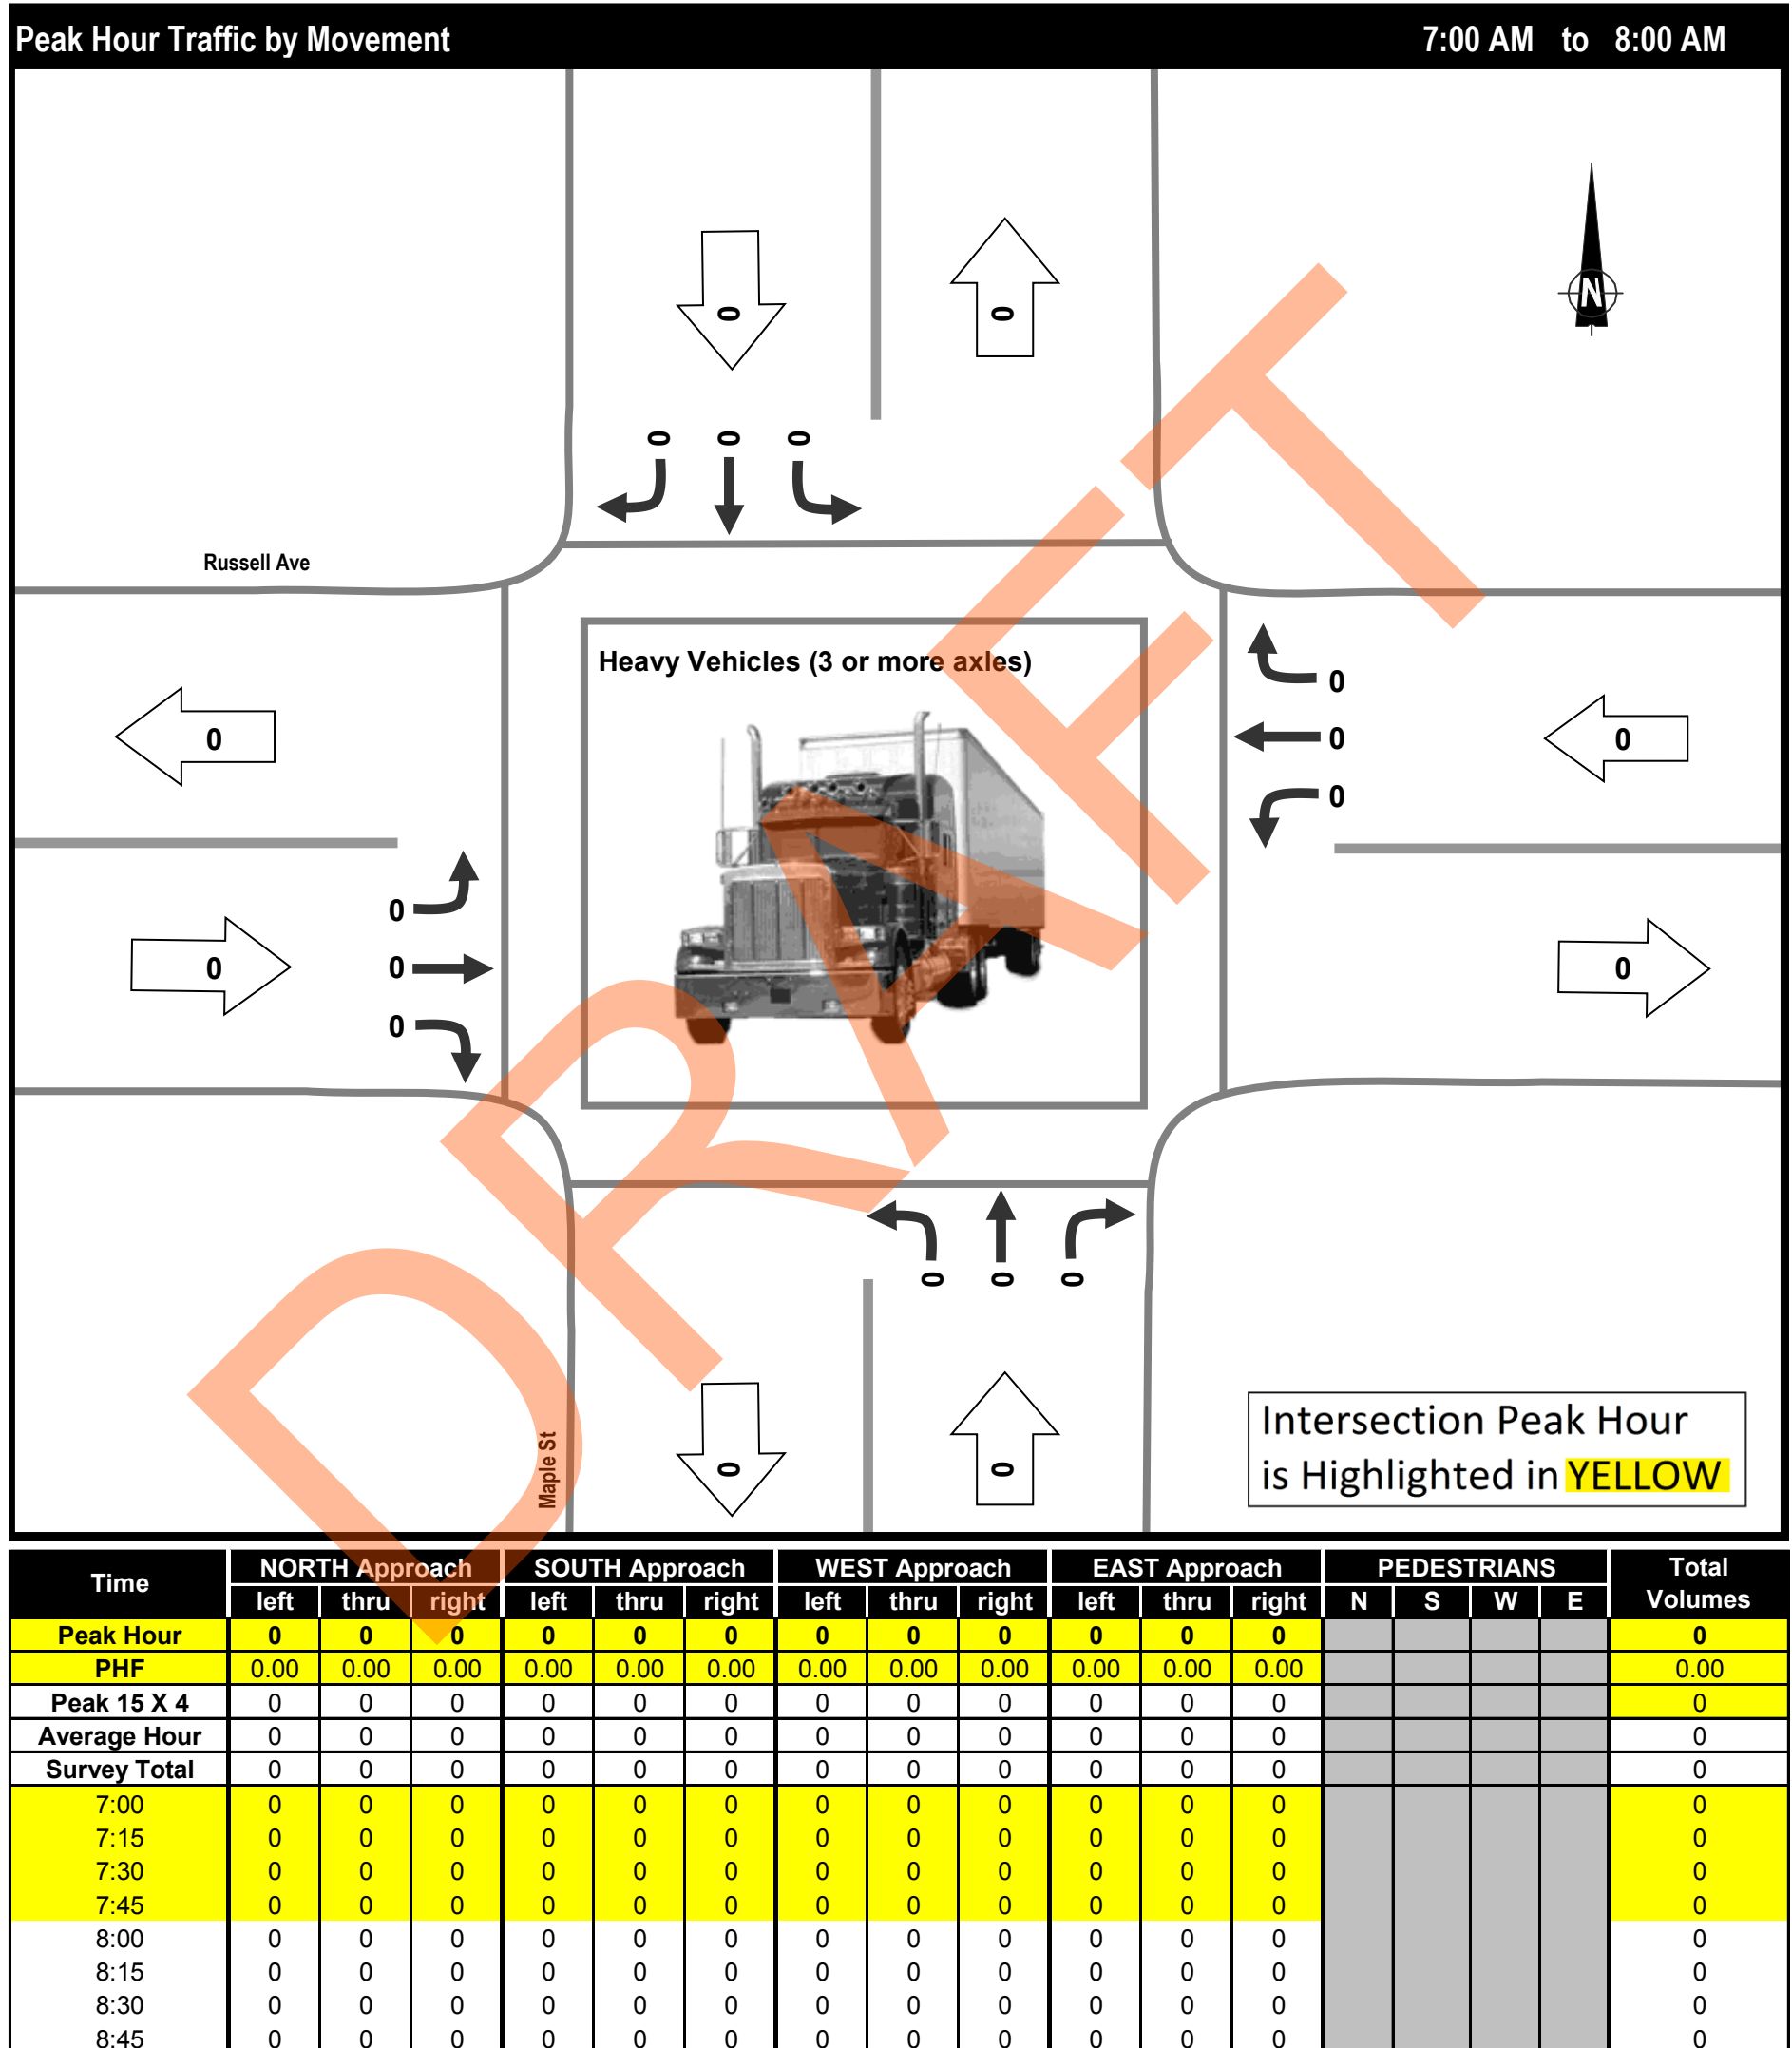 Peak Hour Traffic by Movement 7:00 AM to 8:00 AM
N
0 0
0 0 0
Russell Ave
Heavy Vehicles (3 or more axles)
0
0
0 0 0
0
0
0 0 0
0
0 0 0
Maple St
0 0
Intersection Peak Hour
is Highlighted in YELLOW
DRAFT
Time NORTH Approach SOUTH Approach WEST Approach EAST Approach PEDESTRIANS Total Volumes
left thru right left thru right left thru right left thru right N S W E
Peak Hour 0 0 0 0 0 0 0 0 0 0 0 0 0
PHF 0.00 0.00 0.00 0.00 0.00 0.00 0.00 0.00 0.00 0.00 0.00 0.00 0.00
Peak 15 X 4 0 0 0 0 0 0 0 0 0 0 0 0 0
Average Hour 0 0 0 0 0 0 0 0 0 0 0 0 0
Survey Total 0 0 0 0 0 0 0 0 0 0 0 0 0
7:00 0 0 0 0 0 0 0 0 0 0 0 0 0
7:15 0 0 0 0 0 0 0 0 0 0 0 0 0
7:30 0 0 0 0 0 0 0 0 0 0 0 0 0
7:45 0 0 0 0 0 0 0 0 0 0 0 0 0
8:00 0 0 0 0 0 0 0 0 0 0 0 0 0
8:15 0 0 0 0 0 0 0 0 0 0 0 0 0
8:30 0 0 0 0 0 0 0 0 0 0 0 0 0
8:45 0 0 0 0 0 0 0 0 0 0 0 0 0